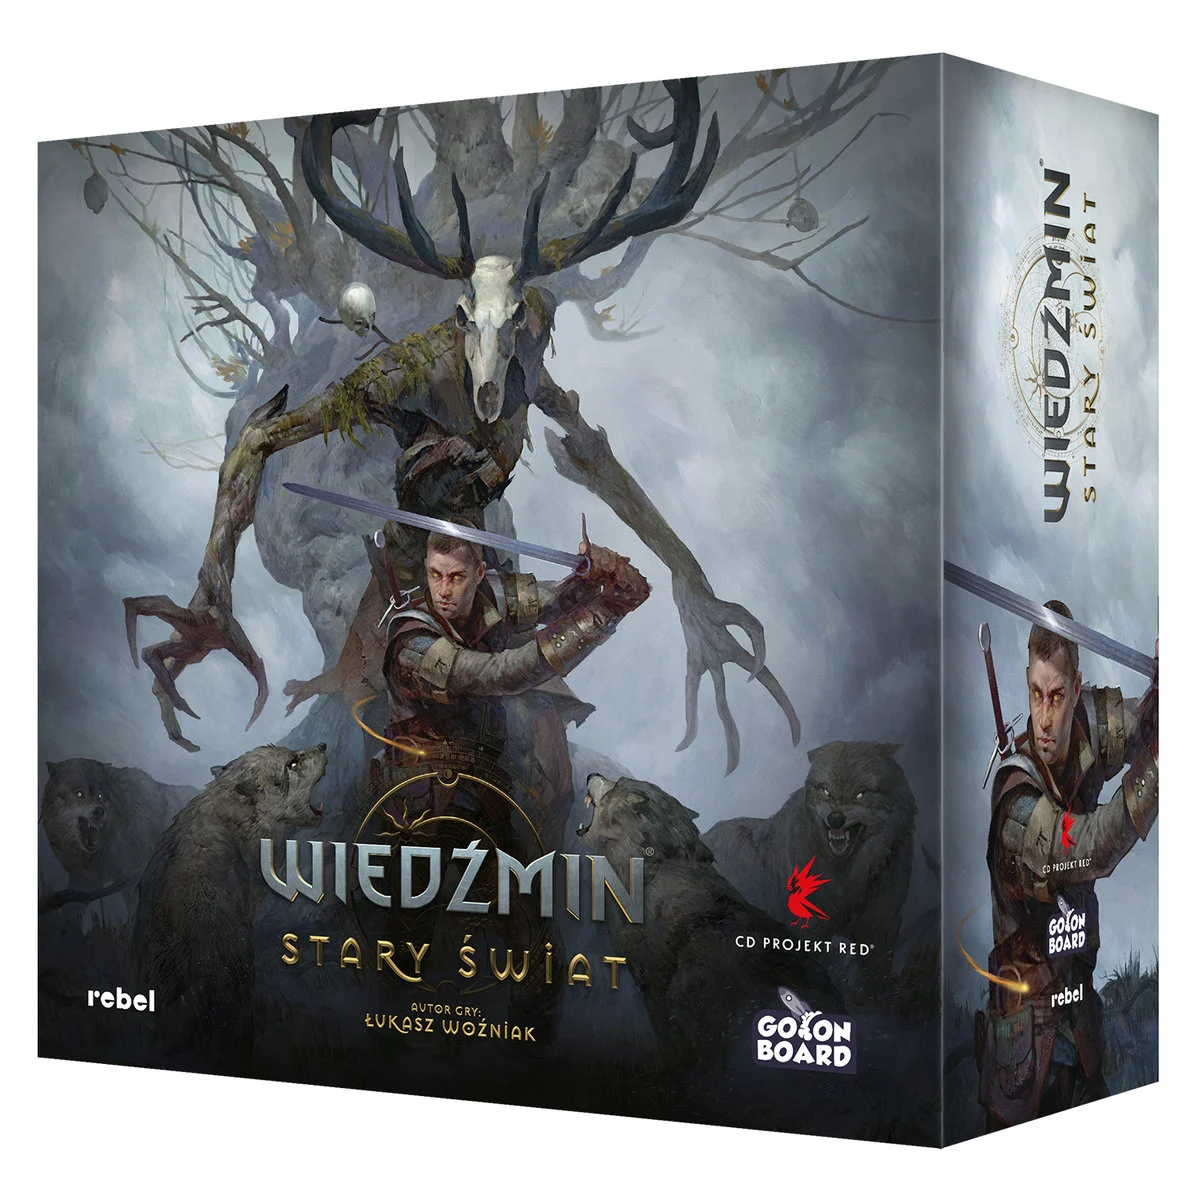 WIEDŹMIN®
STARY ŚWIAT
AUTOR GRY:
ŁUKASZ WOŹNIAK
rebel
CD PROJEKT RED®
GO ON
BOARD
WIEDŹMIN®
STARY ŚWIAT
CD PROJEKT RED®
GO ON
BOARD
rebel